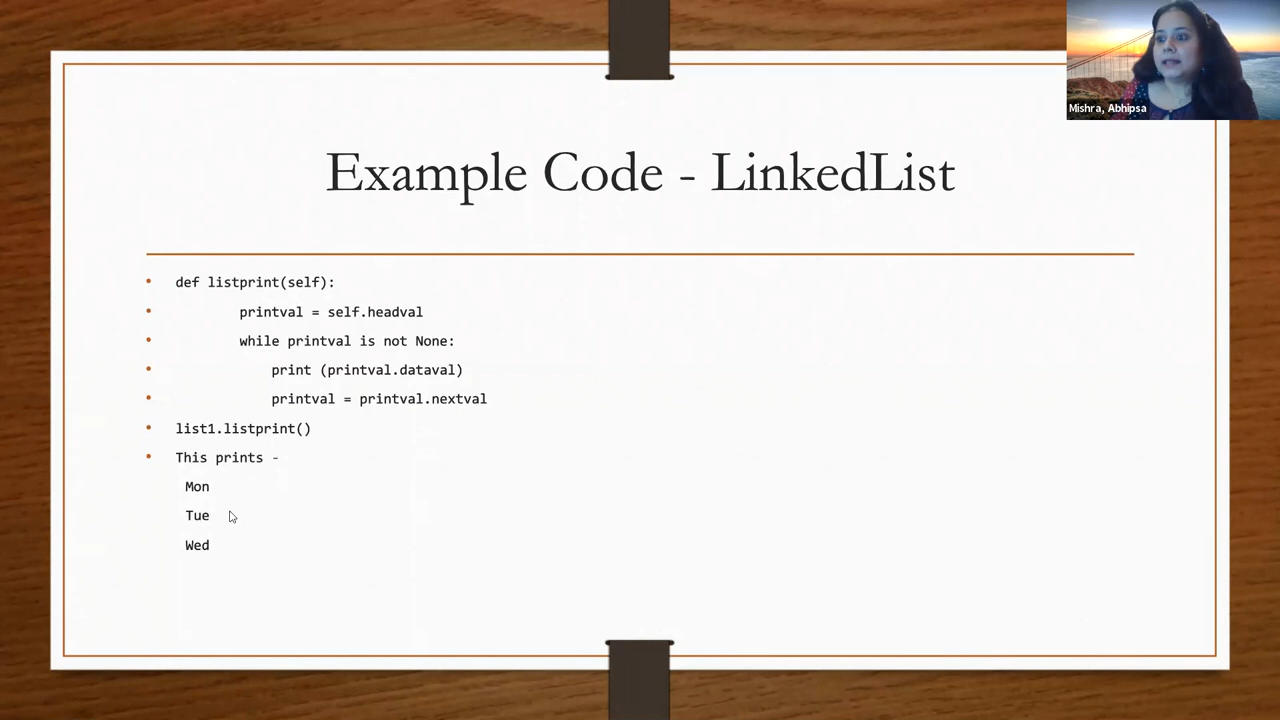 Mishra, Abhipsa
Example Code - LinkedList
• def listprint(self):
• printval = self.headval
• while printval is not None:
• print (printval.dataval)
• printval = printval.nextval
• list1.listprint()
• This prints -
Mon
Tue
Wed